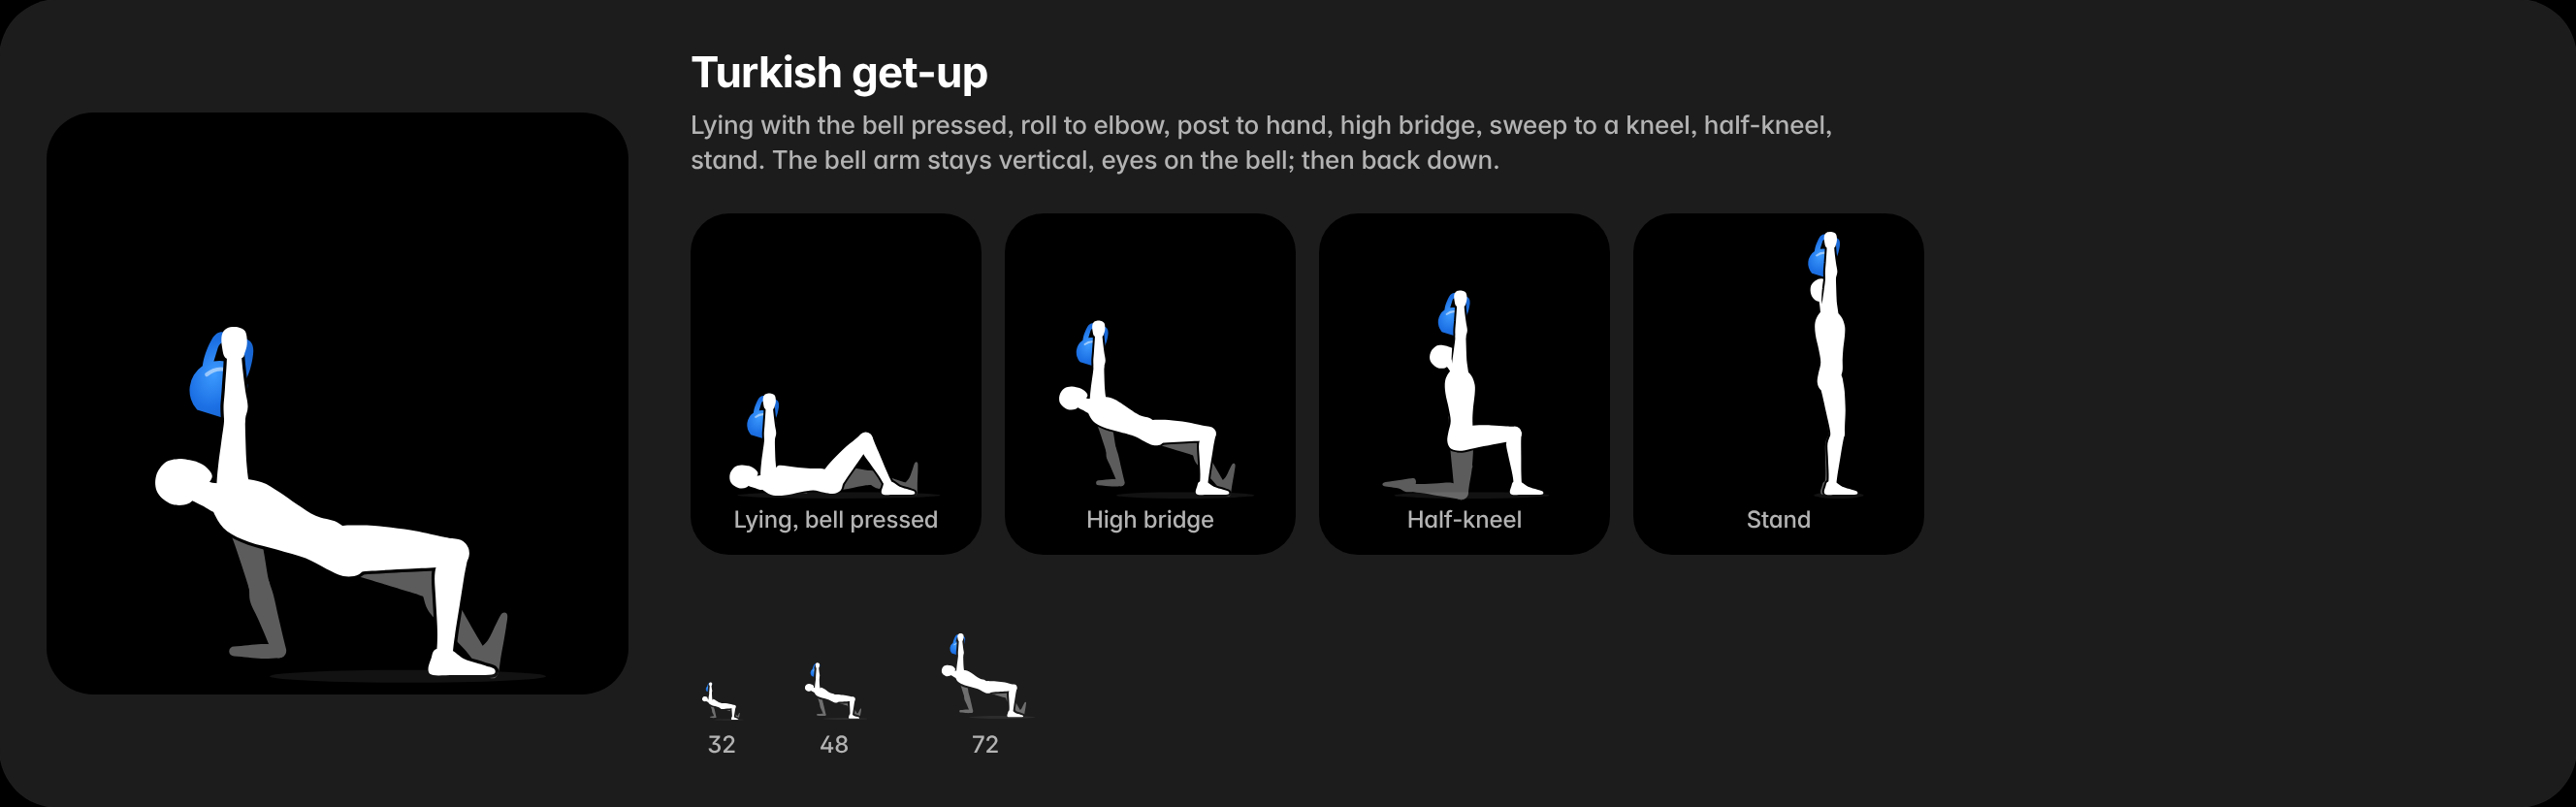 Turkish get-up
Lying with the bell pressed, roll to elbow, post to hand, high bridge, sweep to a kneel, half-kneel,
stand. The bell arm stays vertical, eyes on the bell; then back down.
Lying, bell pressed
High bridge
Half-kneel
Stand
32
48
72